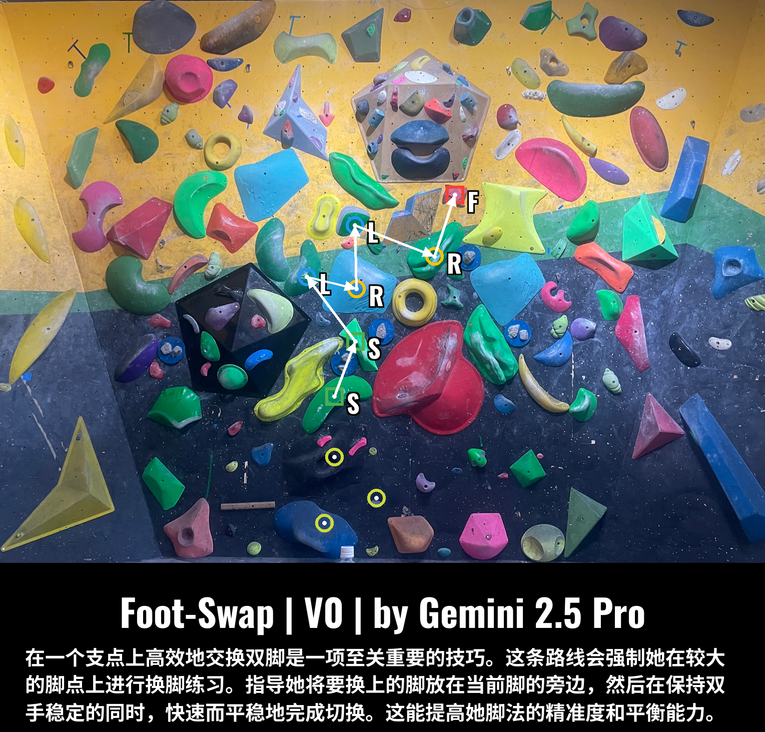 F
L
R
L
R
S
S
Foot-Swap | V0 | by Gemini 2.5 Pro
在一个支点上高效地交换双脚是一项至关重要的技巧。这条路线会强制她在较大
的脚点上进行换脚练习。指导她将要换上的脚放在当前脚的旁边，然后在保持双
手稳定的同时，快速而平稳地完成切换。这能提高她脚法的精准度和平衡能力。